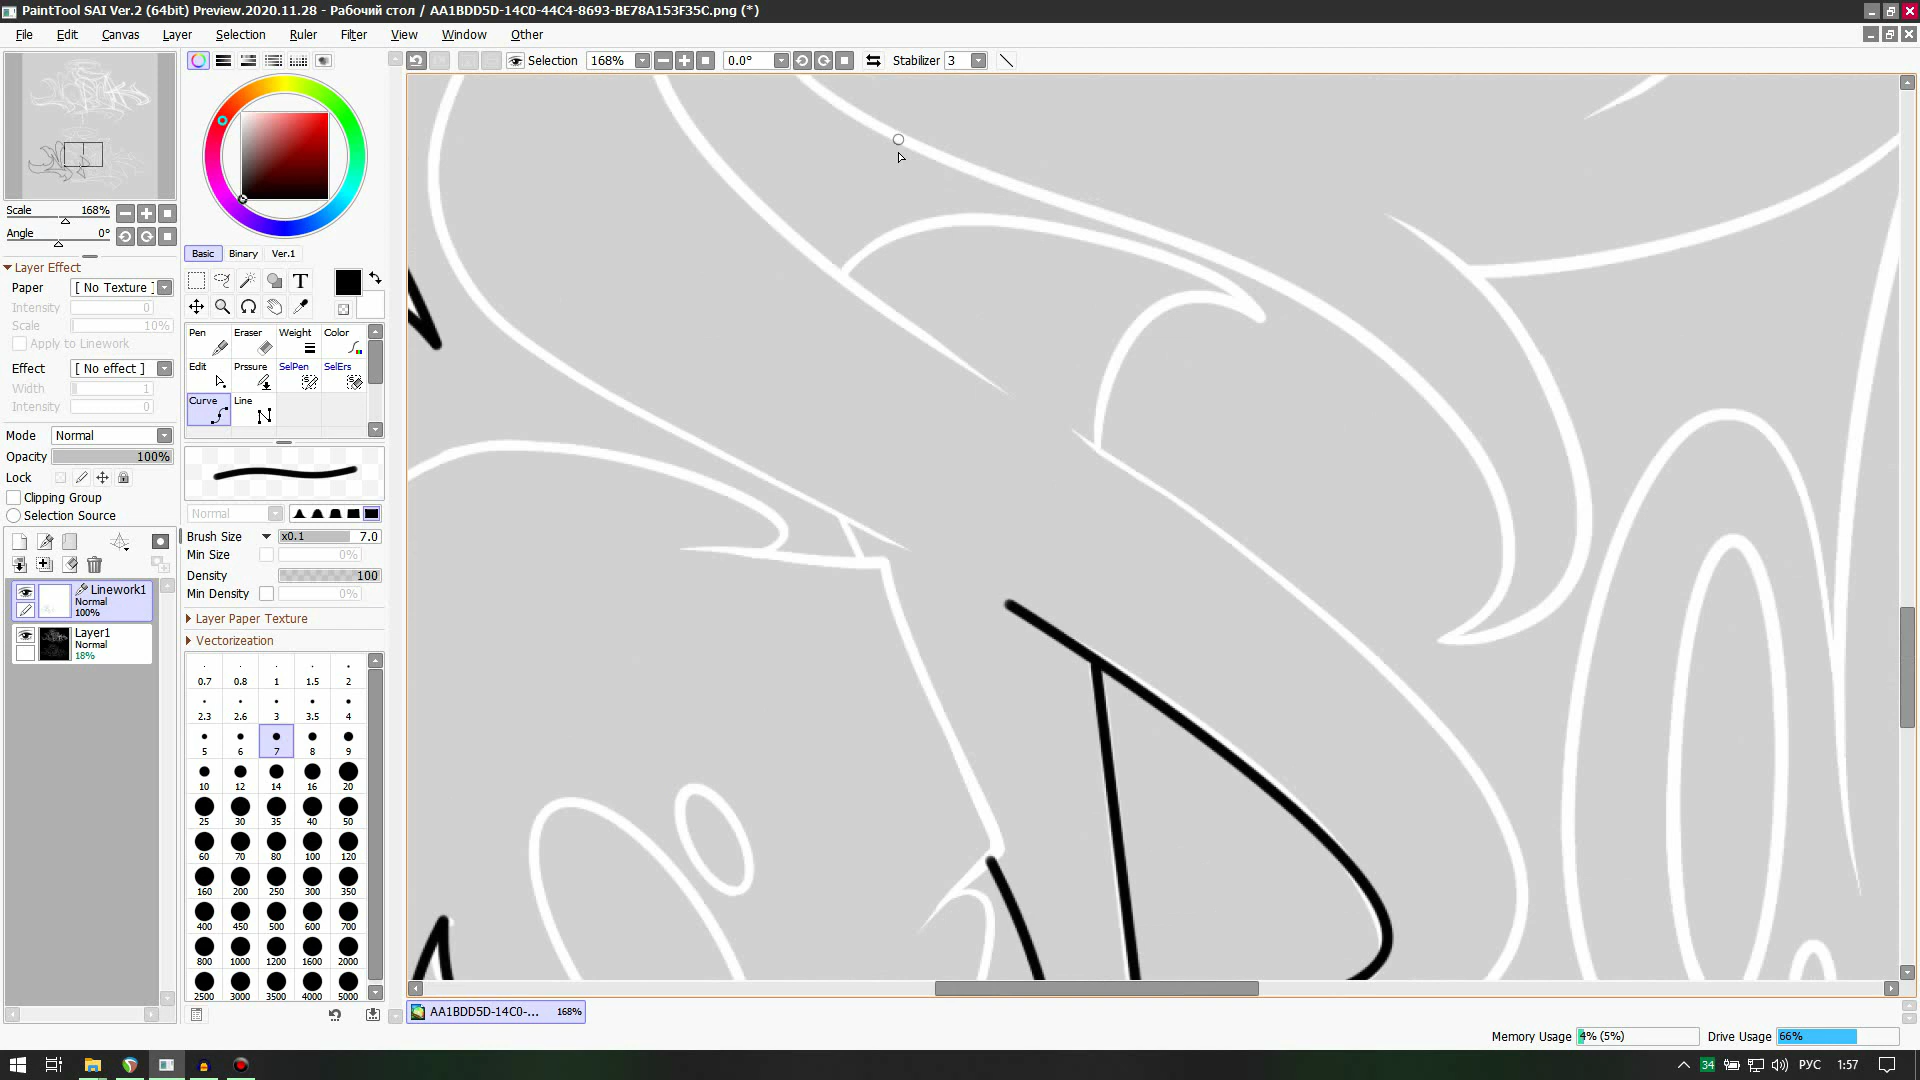 PaintTool SAI Ver.2 (64bit) Preview.2020.11.28 - Рабочий стол / AA1BDD5D-14C0-44C4-8693-BE78A153F35C.png (*)
File Edit Canvas Layer Selection Ruler Filter View Window Other
Selection 168% 0.0° Stabilizer 3
Scale 168%
Angle 0°
Layer Effect
Paper [ No Texture ]
Intensity 0
Scale 10%
Apply to Linework
Effect [ No effect ]
Width 1
Intensity 0
Mode Normal
Opacity 100%
Lock
Clipping Group
Selection Source
Linework1
Normal
100%
Layer1
Normal
18%
Basic Binary Ver.1
T
Pen Eraser Weight Color
Edit Prssure SelPen SelErs
Curve Line
Normal
Brush Size x0.1 7.0
Min Size 0%
Density 100
Min Density 0%
Layer Paper Texture
Vectorizeation
0.7 0.8 1 1.5 2
2.3 2.6 3 3.5 4
5 6 7 8 9
10 12 14 16 20
25 30 35 40 50
60 70 80 100 120
160 200 250 300 350
400 450 500 600 700
800 1000 1200 1600 2000
2500 3000 3500 4000 5000
AA1BDD5D-14C0-... 168%
Memory Usage 4% (5%) Drive Usage 66%
34 РУС 1:57